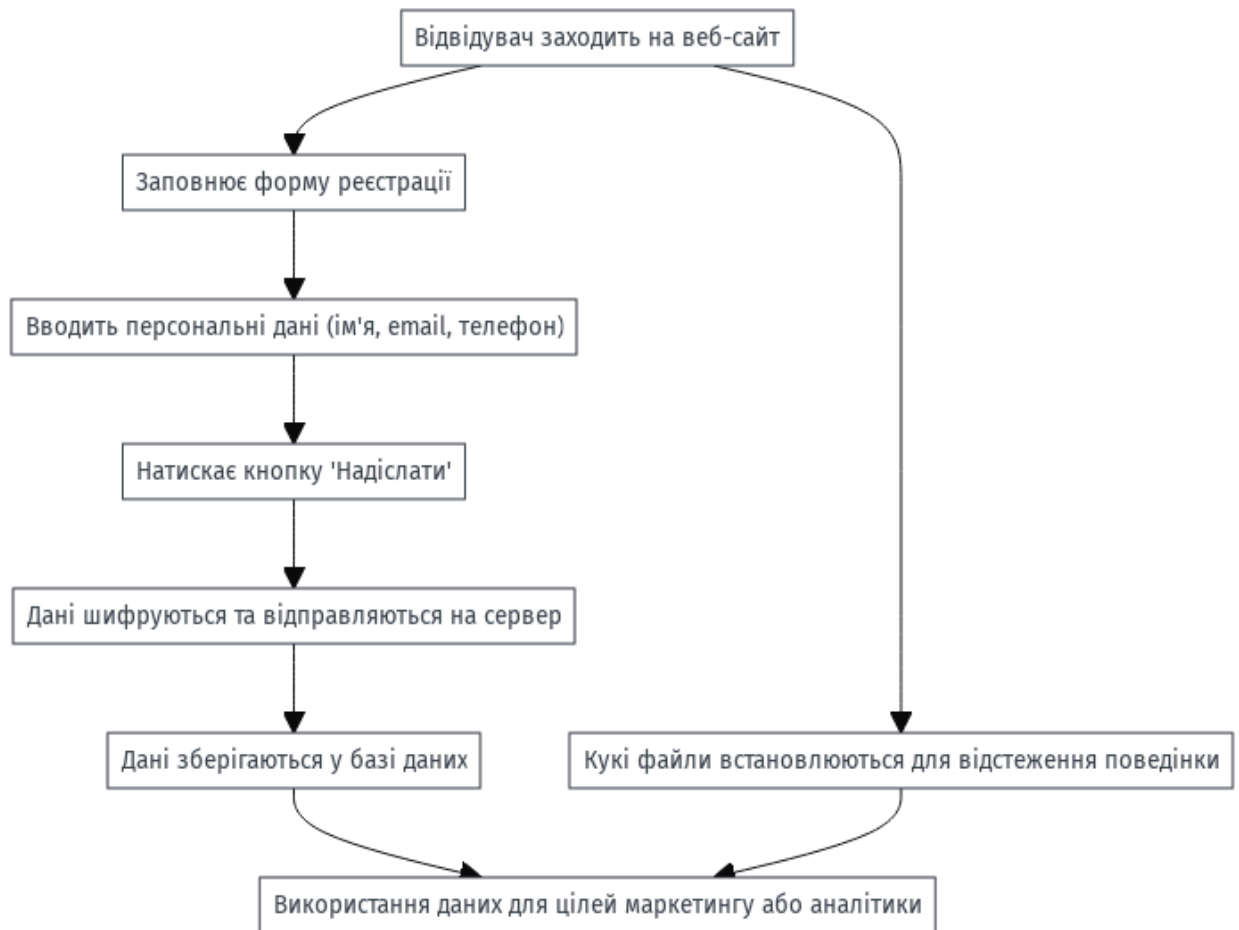 Відвідувач заходить на веб-сайт
Заповнює форму реєстрації
Вводить персональні дані (ім'я, email, телефон)
Натискає кнопку 'Надіслати'
Дані шифруються та відправляються на сервер
Дані зберігаються у базі даних
Кукі файли встановлюються для відстеження поведінки
Використання даних для цілей маркетингу або аналітики